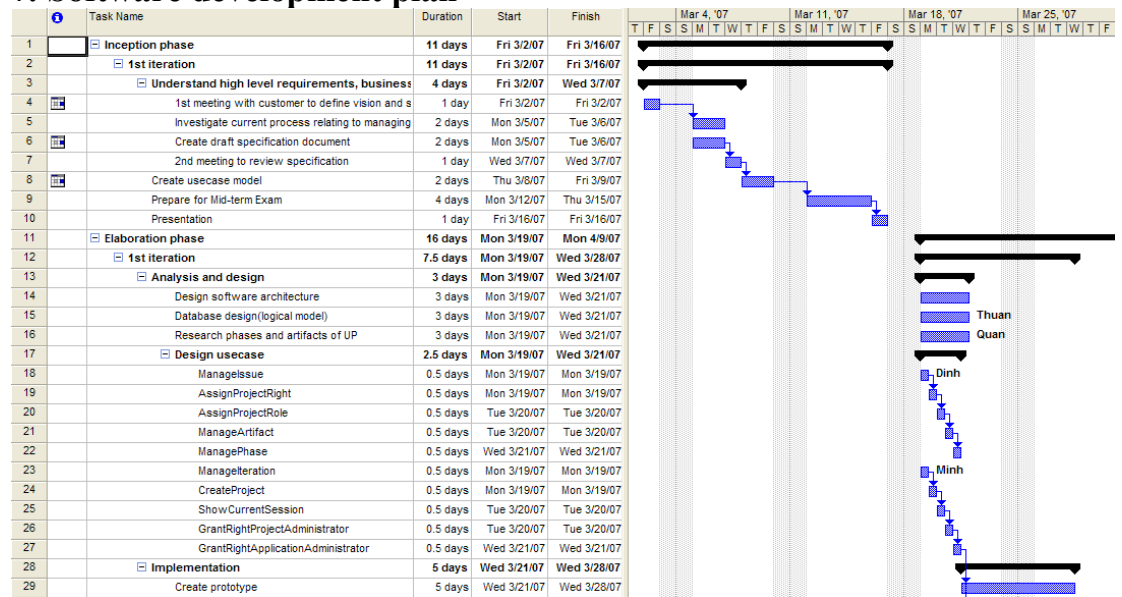 Task Name Duration Start Finish Mar 4, '07 Mar 11, '07 Mar 18, '07 Mar 25, '07
T F S S M T W T F S S M T W T F S S M T W T F S S M T W T F
1 Inception phase 11 days Fri 3/2/07 Fri 3/16/07
2 1st iteration 11 days Fri 3/2/07 Fri 3/16/07
3 Understand high level requirements, business 4 days Fri 3/2/07 Wed 3/7/07
4 1st meeting with customer to define vision and s 1 day Fri 3/2/07 Fri 3/2/07
5 Investigate current process relating to managing 2 days Mon 3/5/07 Tue 3/6/07
6 Create draft specification document 2 days Mon 3/5/07 Tue 3/6/07
7 2nd meeting to review specification 1 day Wed 3/7/07 Wed 3/7/07
8 Create usecase model 2 days Thu 3/8/07 Fri 3/9/07
9 Prepare for Mid-term Exam 4 days Mon 3/12/07 Thu 3/15/07
10 Presentation 1 day Fri 3/16/07 Fri 3/16/07
11 Elaboration phase 16 days Mon 3/19/07 Mon 4/9/07
12 1st iteration 7.5 days Mon 3/19/07 Wed 3/28/07
13 Analysis and design 3 days Mon 3/19/07 Wed 3/21/07
14 Design software architecture 3 days Mon 3/19/07 Wed 3/21/07
15 Database design(logical model) 3 days Mon 3/19/07 Wed 3/21/07 Thuan
16 Research phases and artifacts of UP 3 days Mon 3/19/07 Wed 3/21/07 Quan
17 Design usecase 2.5 days Mon 3/19/07 Wed 3/21/07
18 ManageIssue 0.5 days Mon 3/19/07 Mon 3/19/07 Dinh
19 AssignProjectRight 0.5 days Mon 3/19/07 Mon 3/19/07
20 AssignProjectRole 0.5 days Tue 3/20/07 Tue 3/20/07
21 ManageArtifact 0.5 days Tue 3/20/07 Tue 3/20/07
22 ManagePhase 0.5 days Wed 3/21/07 Wed 3/21/07
23 ManageIteration 0.5 days Mon 3/19/07 Mon 3/19/07 Minh
24 CreateProject 0.5 days Mon 3/19/07 Mon 3/19/07
25 ShowCurrentSession 0.5 days Tue 3/20/07 Tue 3/20/07
26 GrantRightProjectAdministrator 0.5 days Tue 3/20/07 Tue 3/20/07
27 GrantRightApplicationAdministrator 0.5 days Wed 3/21/07 Wed 3/21/07
28 Implementation 5 days Wed 3/21/07 Wed 3/28/07
29 Create prototype 5 days Wed 3/21/07 Wed 3/28/07